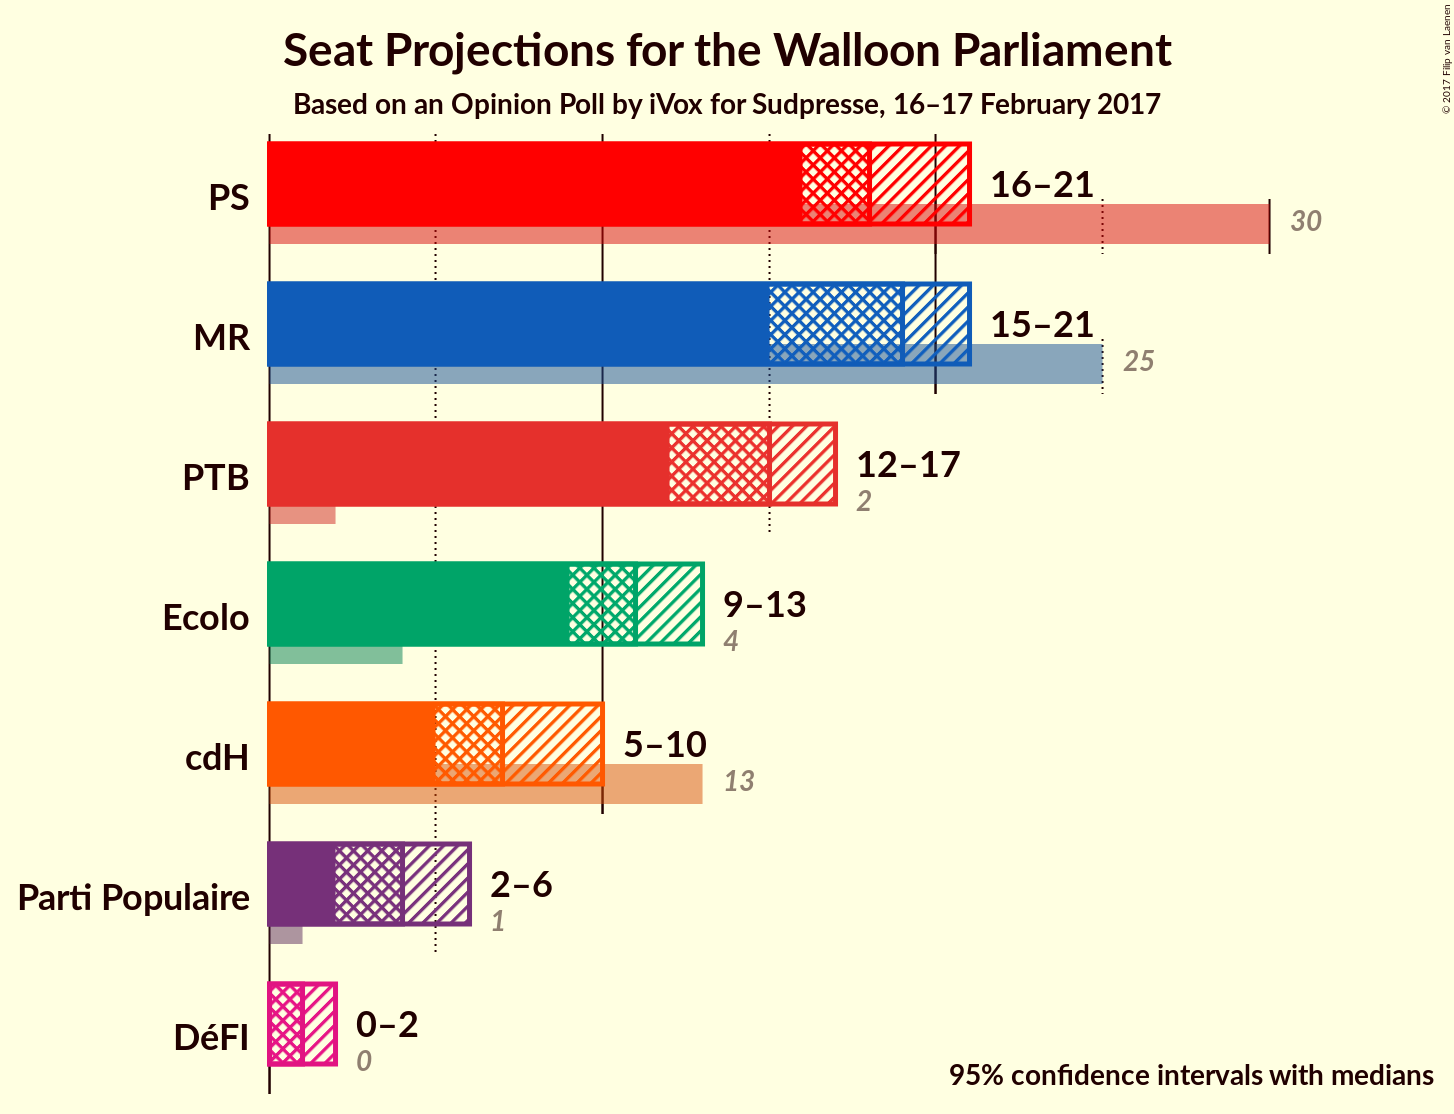 Seat Projections for the Walloon Parliament
Based on an Opinion Poll by iVox for Sudpresse, 16–17 February 2017
© 2017 Filip van Laenen
PS
16–21
30
MR
15–21
25
PTB
12–17
2
Ecolo
9–13
4
cdH
5–10
13
Parti Populaire
2–6
1
DéFI
0–2
0
95% confidence intervals with medians